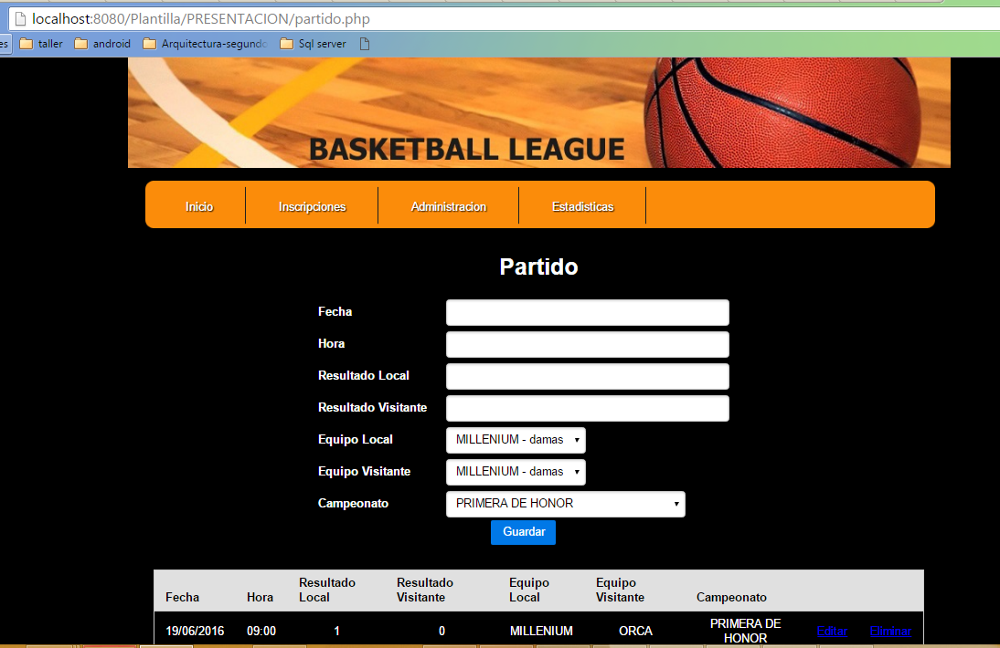 localhost:8080/Plantilla/PRESENTACION/partido.php
es taller android Arquitectura-segundo Sql server
BASKETBALL LEAGUE
Inicio Inscripciones Administracion Estadisticas
Partido
Fecha
Hora
Resultado Local
Resultado Visitante
Equipo Local MILLENIUM - damas
Equipo Visitante MILLENIUM - damas
Campeonato PRIMERA DE HONOR
Guardar
Fecha Hora Resultado Local Resultado Visitante Equipo Local Equipo Visitante Campeonato
19/06/2016 09:00 1 0 MILLENIUM ORCA PRIMERA DE HONOR Editar Eliminar